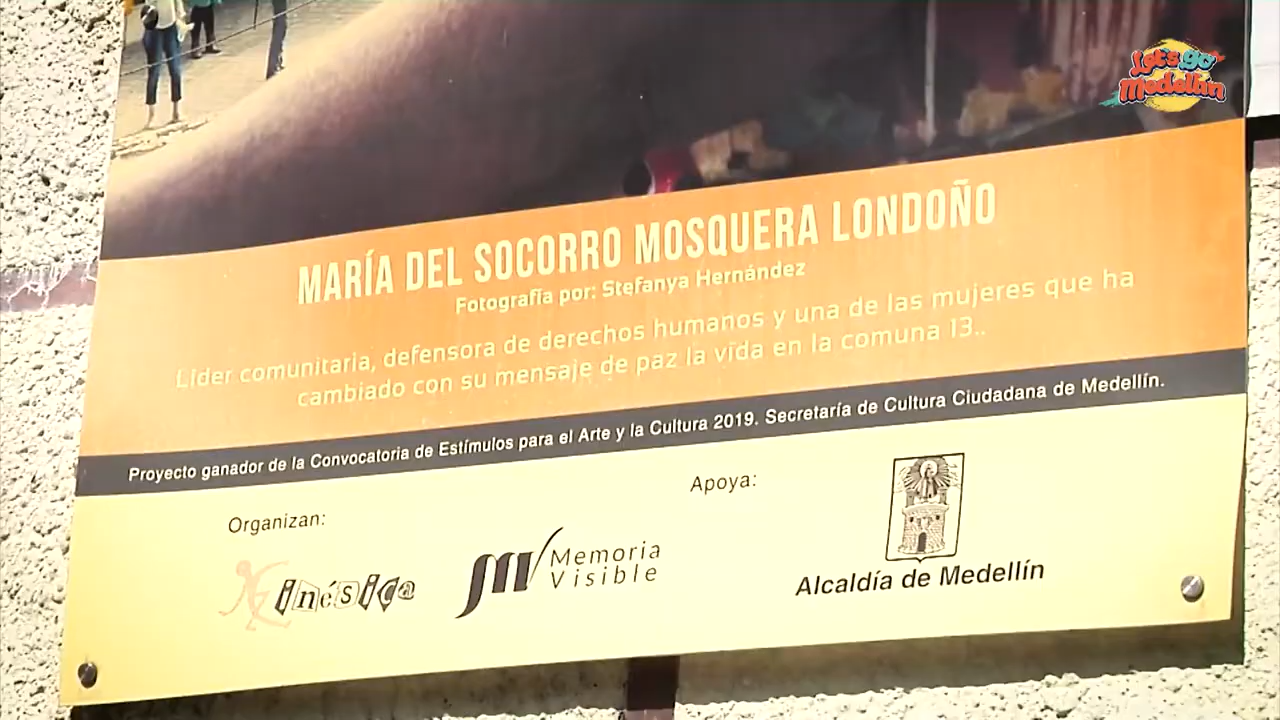 Let's go
Medellín
MARÍA DEL SOCORRO MOSQUERA LONDOÑO
Fotografía por: Stefanya Hernández
Líder comunitaria, defensora de derechos humanos y una de las mujeres que ha
cambiado con su mensaje de paz la vida en la comuna 13..
Proyecto ganador de la Convocatoria de Estímulos para el Arte y la Cultura 2019. Secretaría de Cultura Ciudadana de Medellín.
Organizan:
Apoya:
Kinésica
Memoria
Visible
Alcaldía de Medellín